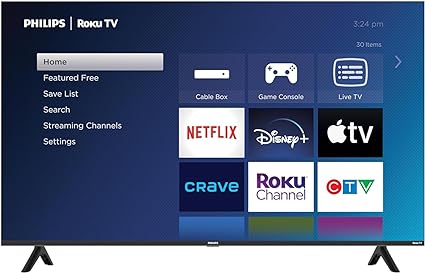 PHILIPS | Roku TV
3:24 pm
30 Items
Home
Featured Free
Save List
Search
Streaming Channels
Settings
Cable Box
Game Console
Live TV
NETFLIX
Disney+
tv
CRAVE
Roku
Channel
CTV
PHILIPS
Roku TV